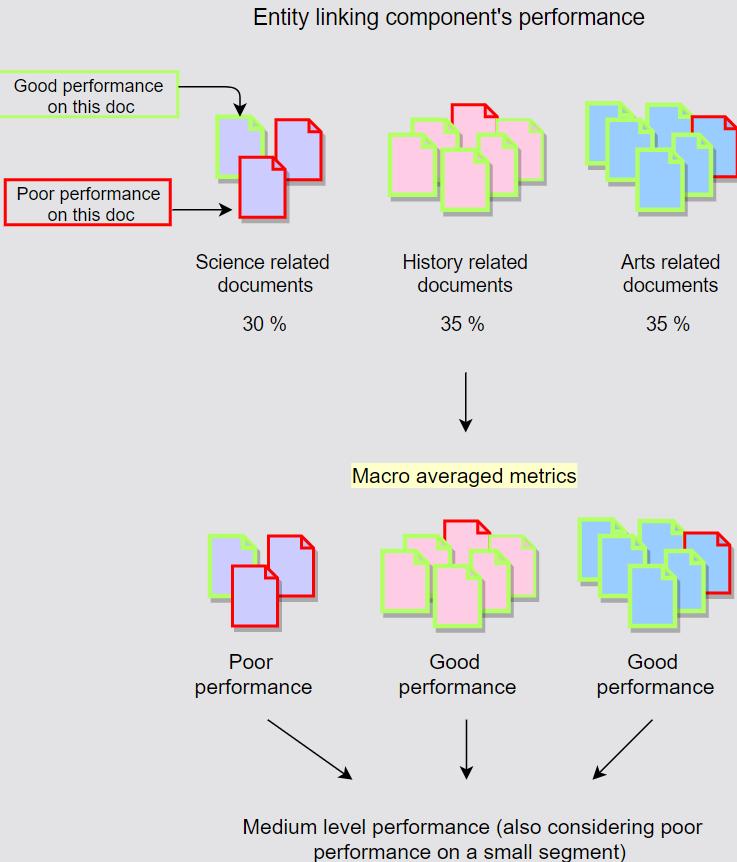 Entity linking component's performance
Good performance
on this doc
Poor performance
on this doc
Science related
documents
30 %
History related
documents
35 %
Arts related
documents
35 %
Macro averaged metrics
Poor
performance
Good
performance
Good
performance
Medium level performance (also considering poor
performance on a small segment)